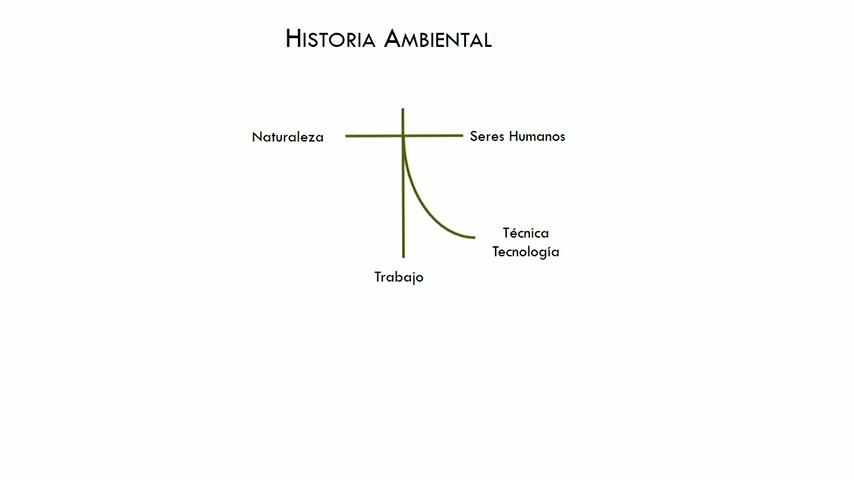 Historia Ambiental
Naturaleza
Seres Humanos
Técnica
Tecnología
Trabajo